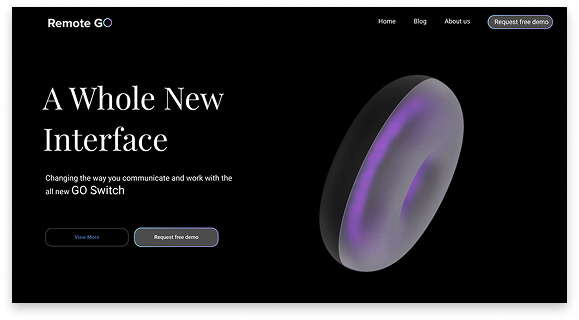 Remote GO
Home
Blog
About us
Request free demo
A Whole New
Interface
Changing the way you communicate and work with the
all new GO Switch
View More
Request free demo